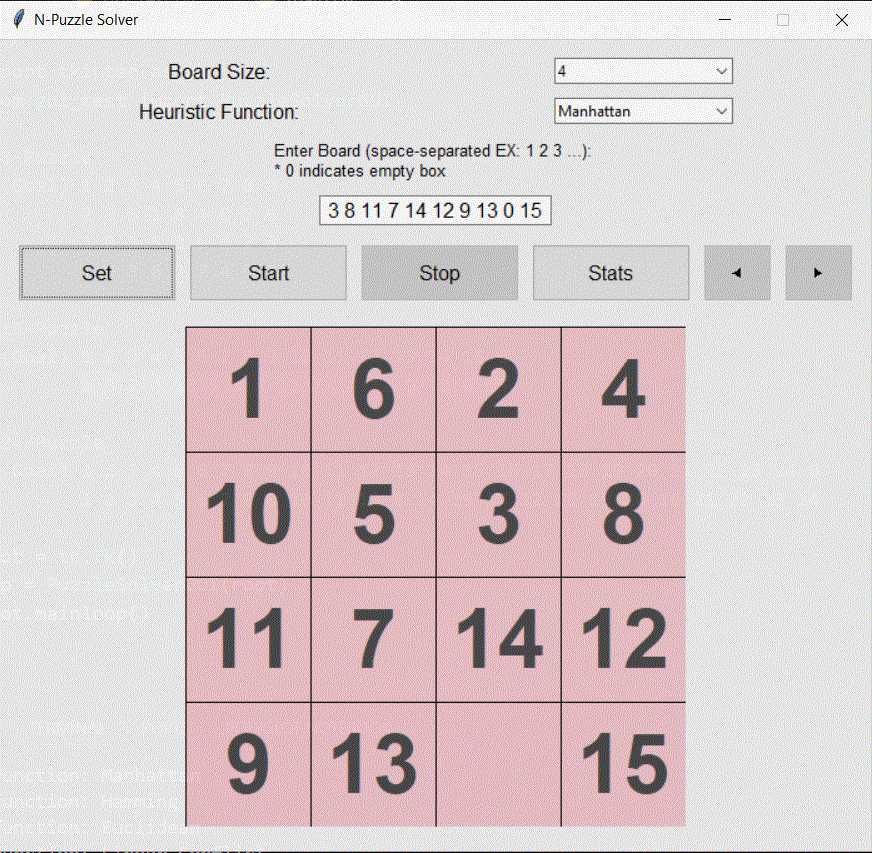 N-Puzzle Solver
Board Size: 4
Heuristic Function: Manhattan
Enter Board (space-separated EX: 1 2 3 ...):
* 0 indicates empty box
3 8 11 7 14 12 9 13 0 15
Set Start Stop Stats
1 6 2 4
10 5 3 8
11 7 14 12
9 13 15